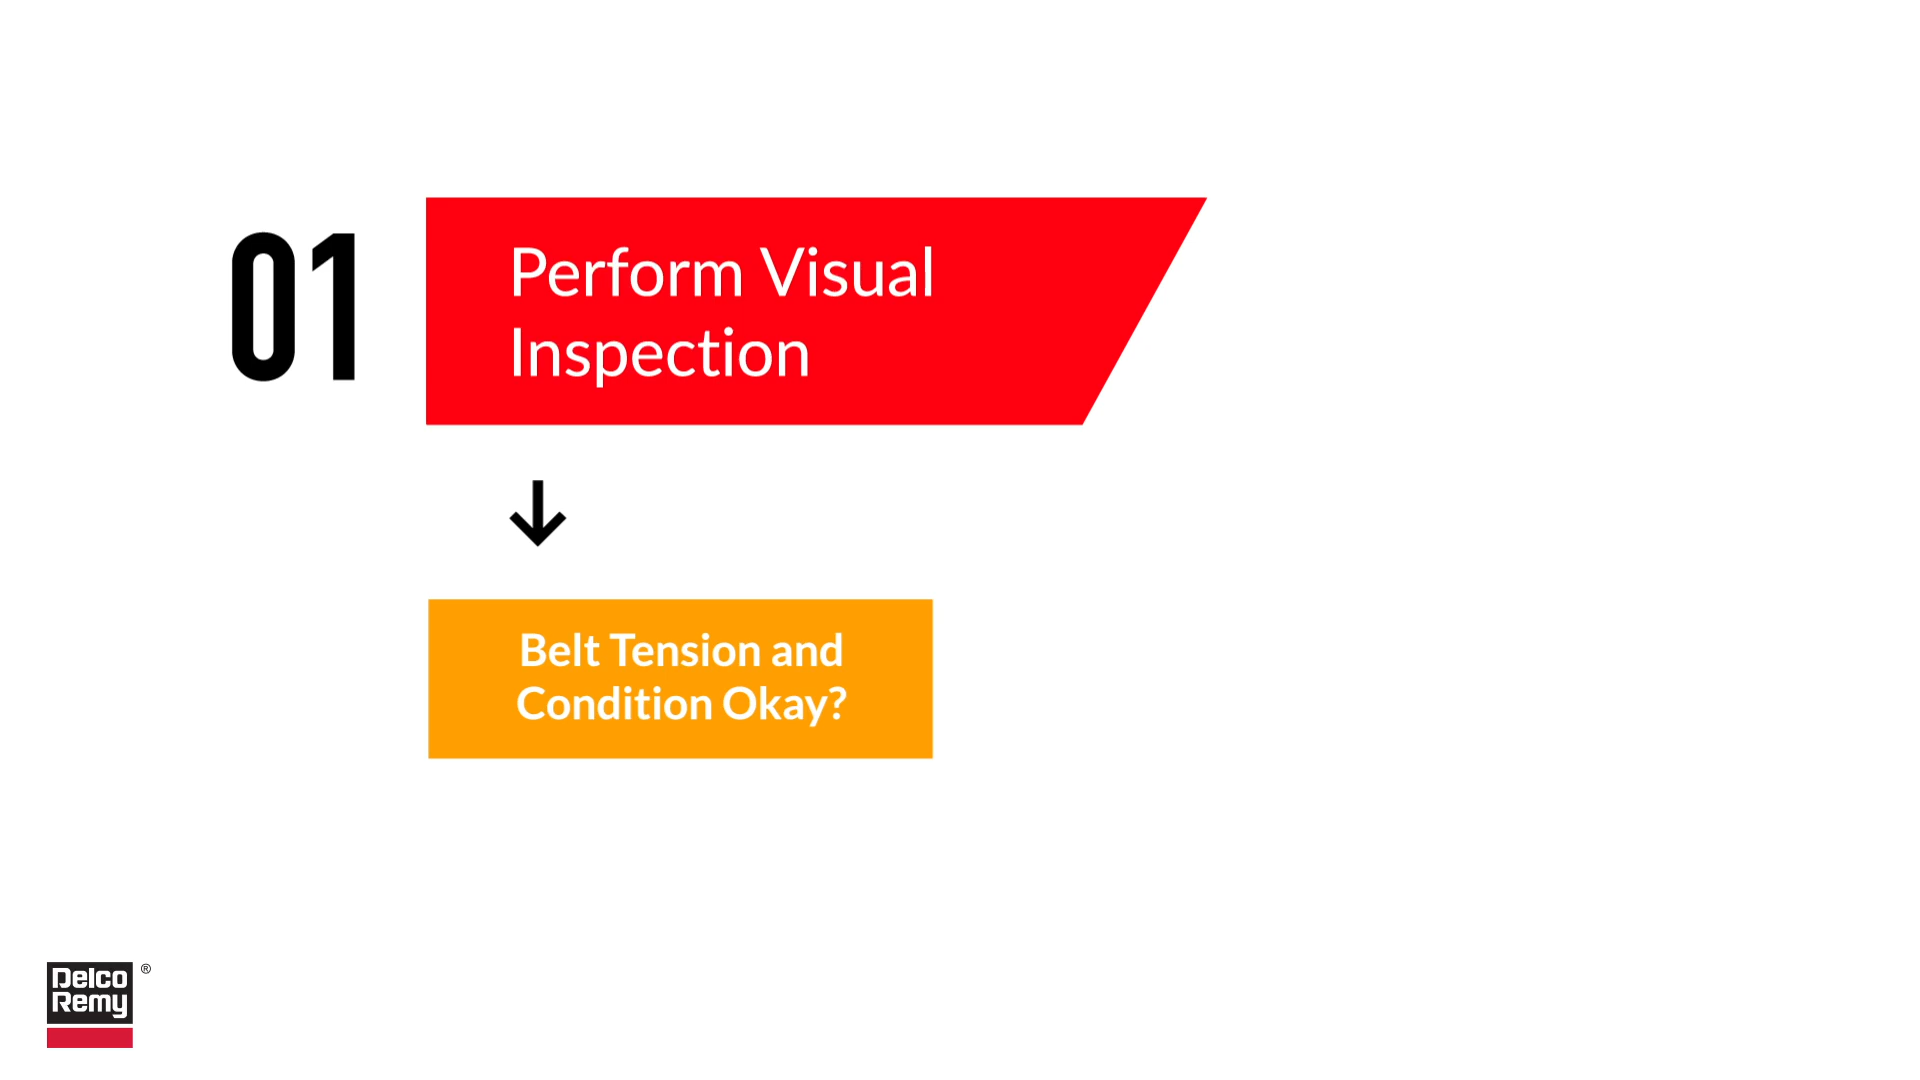 01
Perform Visual
Inspection
Belt Tension and
Condition Okay?
Delco
Remy
®